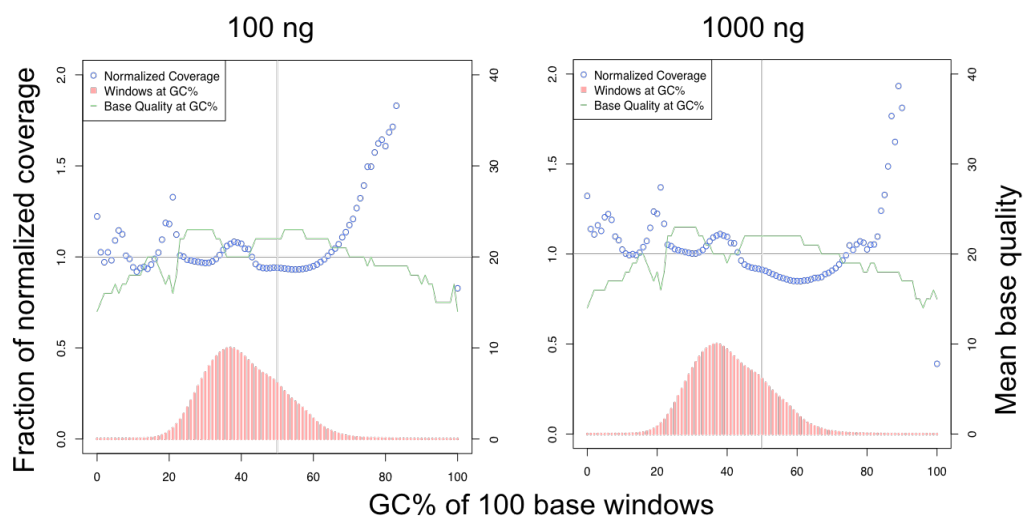 100 ng
1000 ng
Fraction of normalized coverage
2.0
1.5
1.0
0.5
0.0
Normalized Coverage
Windows at GC%
Base Quality at GC%
40
30
20
10
0
0 20 40 60 80 100
2.0
1.5
1.0
0.5
0.0
Normalized Coverage
Windows at GC%
Base Quality at GC%
40
30
20
10
0
0 20 40 60 80 100
Mean base quality
GC% of 100 base windows